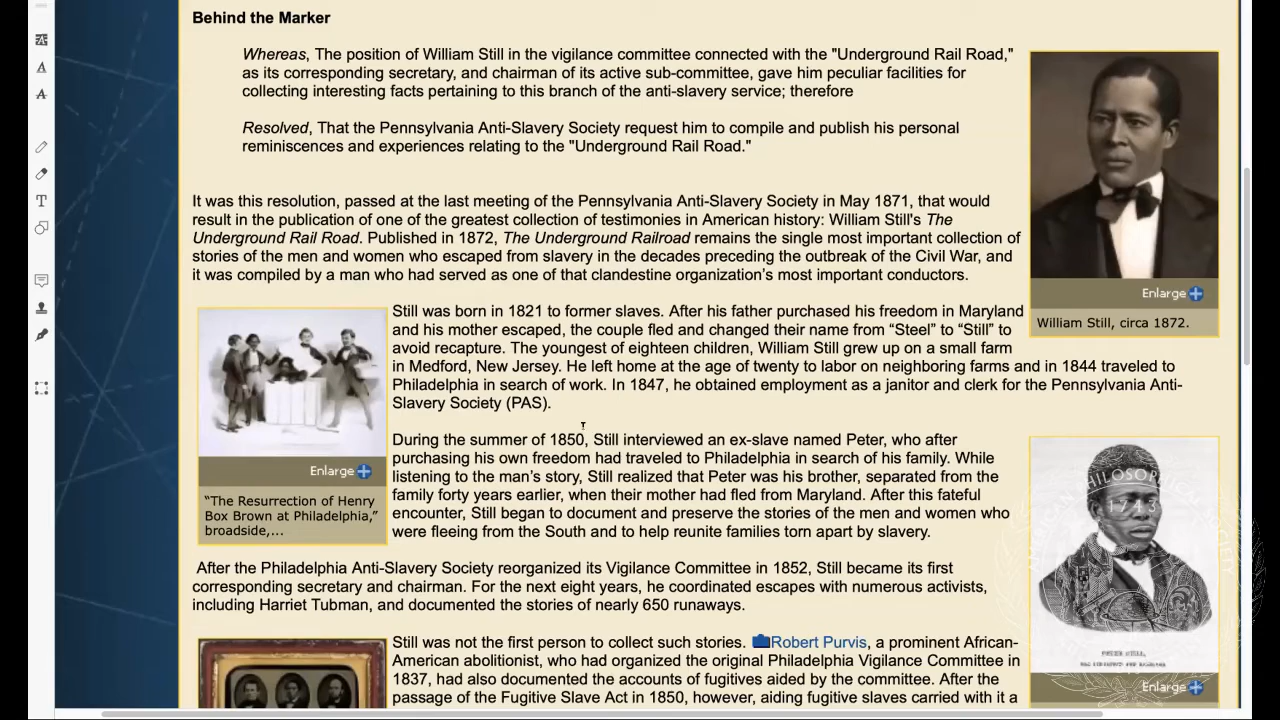 Behind the Marker
Whereas, The position of William Still in the vigilance committee connected with the "Underground Rail Road,"
as its corresponding secretary, and chairman of its active sub-committee, gave him peculiar facilities for
collecting interesting facts pertaining to this branch of the anti-slavery service; therefore
Resolved, That the Pennsylvania Anti-Slavery Society request him to compile and publish his personal
reminiscences and experiences relating to the "Underground Rail Road."
It was this resolution, passed at the last meeting of the Pennsylvania Anti-Slavery Society in May 1871, that would
result in the publication of one of the greatest collection of testimonies in American history: William Still's The
Underground Rail Road. Published in 1872, The Underground Railroad remains the single most important collection of
stories of the men and women who escaped from slavery in the decades preceding the outbreak of the Civil War, and
it was compiled by a man who had served as one of that clandestine organization's most important conductors.
Enlarge
William Still, circa 1872.
Still was born in 1821 to former slaves. After his father purchased his freedom in Maryland
and his mother escaped, the couple fled and changed their name from “Steel” to “Still” to
avoid recapture. The youngest of eighteen children, William Still grew up on a small farm
in Medford, New Jersey. He left home at the age of twenty to labor on neighboring farms and in 1844 traveled to
Philadelphia in search of work. In 1847, he obtained employment as a janitor and clerk for the Pennsylvania Anti-
Slavery Society (PAS).
Enlarge
“The Resurrection of Henry
Box Brown at Philadelphia,”
broadside,...
During the summer of 1850, Still interviewed an ex-slave named Peter, who after
purchasing his own freedom had traveled to Philadelphia in search of his family. While
listening to the man’s story, Still realized that Peter was his brother, separated from the
family forty years earlier, when their mother had fled from Maryland. After this fateful
encounter, Still began to document and preserve the stories of the men and women who
were fleeing from the South and to help reunite families torn apart by slavery.
After the Philadelphia Anti-Slavery Society reorganized its Vigilance Committee in 1852, Still became its first
corresponding secretary and chairman. For the next eight years, he coordinated escapes with numerous activists,
including Harriet Tubman, and documented the stories of nearly 650 runaways.
Still was not the first person to collect such stories. Robert Purvis, a prominent African-
American abolitionist, who had organized the original Philadelphia Vigilance Committee in
1837, had also documented the accounts of fugitives aided by the committee. After the
passage of the Fugitive Slave Act in 1850, however, aiding fugitive slaves carried with it a
PHILOSOPHICAL
1743
PETER STILL,
Enlarge